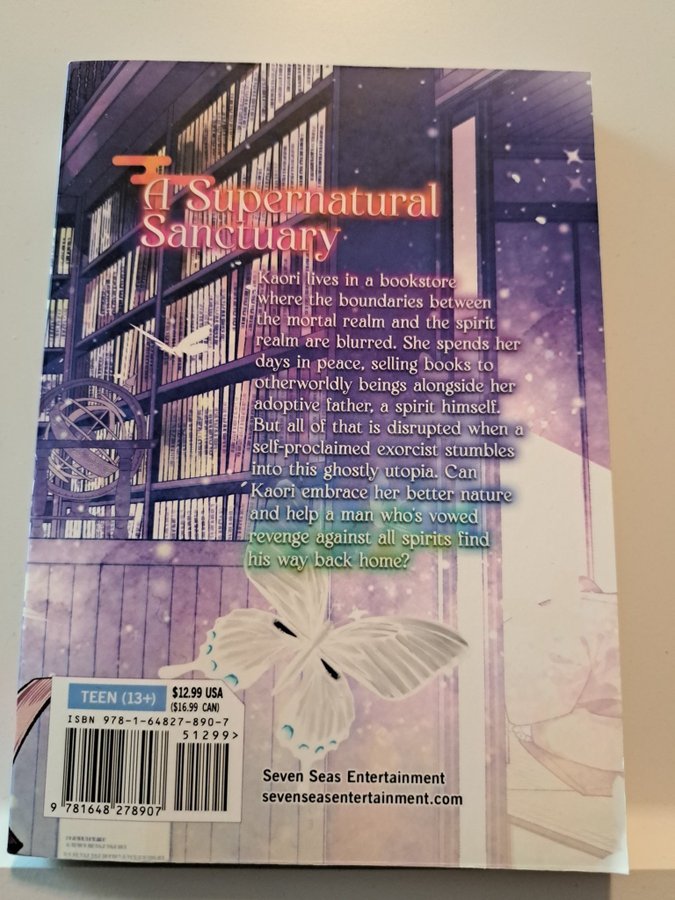 A Supernatural
Sanctuary
Kaori lives in a bookstore
where the boundaries between
the mortal realm and the spirit
realm are blurred. She spends her
days in peace, selling books to
otherworldly beings alongside her
adoptive father, a spirit himself.
But all of that is disrupted when a
self-proclaimed exorcist stumbles
into this ghostly utopia. Can
Kaori embrace her better nature
and help a man who's vowed
revenge against all spirits find
his way back home?
TEEN (13+)
$12.99 USA
($16.99 CAN)
ISBN 978-1-64827-890-7
51299>
9 781648 278907
Seven Seas Entertainment
sevenseasentertainment.com